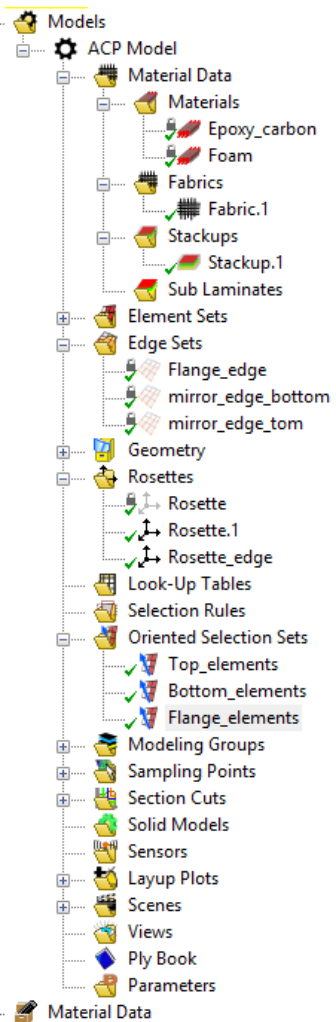 Models
ACP Model
Material Data
Materials
Epoxy_carbon
Foam
Fabrics
Fabric.1
Stackups
Stackup.1
Sub Laminates
Element Sets
Edge Sets
Flange_edge
mirror_edge_bottom
mirror_edge_tom
Geometry
Rosettes
Rosette
Rosette.1
Rosette_edge
Look-Up Tables
Selection Rules
Oriented Selection Sets
Top_elements
Bottom_elements
Flange_elements
Modeling Groups
Sampling Points
Section Cuts
Solid Models
Sensors
Layup Plots
Scenes
Views
Ply Book
Parameters
Material Data